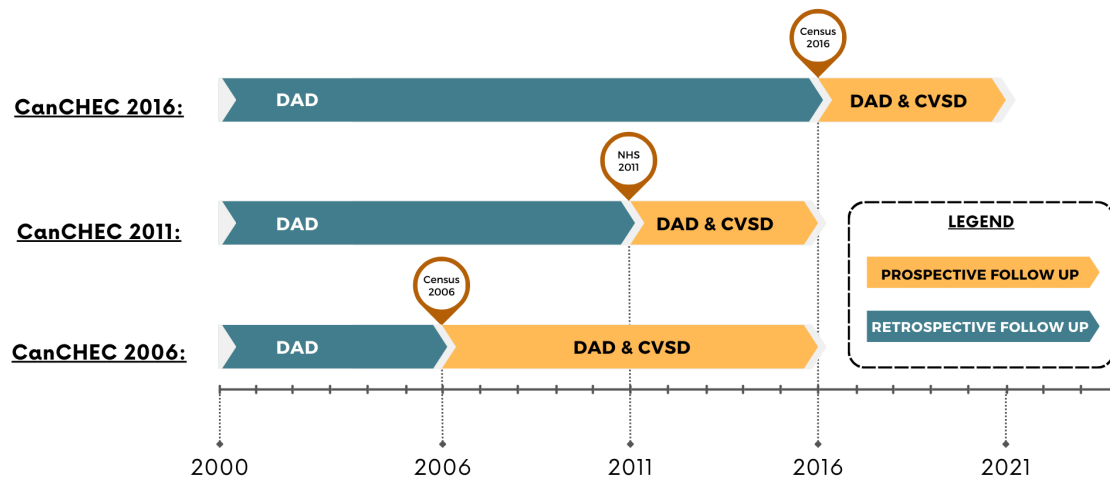 Census
2016
CanCHEC 2016:
DAD
DAD & CVSD
NHS
2011
CanCHEC 2011:
DAD
DAD & CVSD
LEGEND
PROSPECTIVE FOLLOW UP
RETROSPECTIVE FOLLOW UP
Census
2006
CanCHEC 2006:
DAD
DAD & CVSD
2000
2006
2011
2016
2021